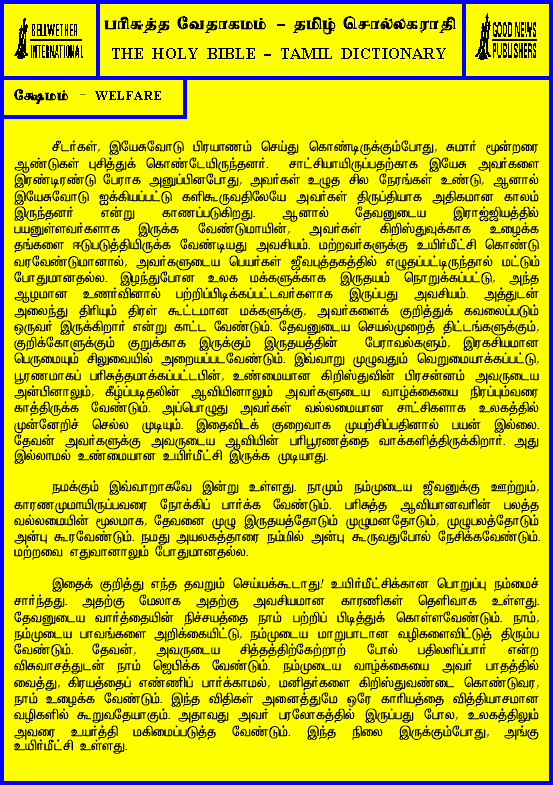 BELLWETHER
INTERNATIONAL
பரிசுத்த வேதாகமம் – தமிழ் சொல்லகராதி
THE HOLY BIBLE – TAMIL DICTIONARY
GOOD NEWS
PUBLISHERS
க்ஷேமம் – WELFARE
சீடர்கள், இயேசுவோடு பிரயாணம் செய்து கொண்டிருக்கும்போது, சுமார் மூன்றரை
ஆண்டுகள் புசித்துக் கொண்டேயிருந்தனர். சாட்சியாயிருப்பதற்காக இயேசு அவர்களை
இரண்டிரண்டு பேராக அனுப்பினபோது, அவர்கள் உழுத சில நேரங்கள் உண்டு, ஆனால்
இயேசுவோடு ஐக்கியப்பட்டு களிகூருவதிலேயே அவர்கள் திருப்தியாக அதிகமான காலம்
இருந்தனர் என்று காணப்படுகிறது. ஆனால் தேவனுடைய இராஜ்ஜியத்தில்
பயனுள்ளவர்களாக இருக்க வேண்டுமாயின், அவர்கள் கிறிஸ்துவுக்காக உழைக்க
தங்களை ஈடுபடுத்தியிருக்க வேண்டியது அவசியம். மற்றவர்களுக்கு உயிர்மீட்சி கொண்டு
வரவேண்டுமானால், அவர்களுடைய பெயர்கள் ஜீவபுத்தகத்தில் எழுதப்பட்டிருந்தால் மட்டும்
போதுமானதல்ல. இழந்துபோன உலக மக்களுக்காக இருதயம் நொறுக்கப்பட்டு, அந்த
ஆழமான உணர்வினால் பற்றிப்பிடிக்கப்பட்டவர்களாக இருப்பது அவசியம். அத்துடன்
அலைந்து திரியும் திரள் கூட்டமான மக்களுக்கு, அவர்களைக் குறித்துக் கவலைப்படும்
ஒருவர் இருக்கிறார் என்று காட்ட வேண்டும். தேவனுடைய செயல்முறைத் திட்டங்களுக்கும்,
குறிக்கோளுக்கும் குறுக்காக இருக்கும் இருதயத்தின் பேராவல்களும், இரகசியமான
பெருமையும் சிலுவையில் அறையப்படவேண்டும். இவ்வாறு முழுவதும் வெறுமையாக்கப்பட்டு,
பூரணமாகப் பரிசுத்தமாக்கப்பட்டபின், உண்மையான கிறிஸ்துவின் பிரசன்னம் அவருடைய
அன்பினாலும், கீழ்ப்படிதலின் ஆவியினாலும் அவர்களுடைய வாழ்க்கையை நிரப்பும்வரை
காத்திருக்க வேண்டும். அப்பொழுது அவர்கள் வல்லமையான சாட்சிகளாக உலகத்தில்
முன்னேறிச் செல்ல முடியும். இதைவிடக் குறைவாக முயற்சிப்பதினால் பயன் இல்லை.
தேவன் அவர்களுக்கு அவருடைய ஆவியின் பரிபூரணத்தை வாக்களித்திருக்கிறார். அது
இல்லாமல் உண்மையான உயிர்மீட்சி இருக்க முடியாது.
நமக்கும் இவ்வாறாகவே இன்று உள்ளது. நாமும் நம்முடைய ஜீவனுக்கு ஊற்றும்,
காரணமுமாயிருப்பவரை நோக்கிப் பார்க்க வேண்டும். பரிசுத்த ஆவியானவரின் பலத்த
வல்லமையின் மூலமாக, தேவனை முழு இருதயத்தோடும் முழுமனதோடும், முழுபலத்தோடும்
அன்பு கூரவேண்டும். நமது அயலகத்தாரை நம்மில் அன்பு கூருவதுபோல் நேசிக்கவேண்டும்.
மற்றவை எதுவானாலும் போதுமானதல்ல.
இதைக் குறித்து எந்த தவறும் செய்யக்கூடாது! உயிர்மீட்சிக்கான பொறுப்பு நம்மைச்
சார்ந்தது. அதற்கு மேலாக அதற்கு அவசியமான காரணிகள் தெளிவாக உள்ளது.
தேவனுடைய வார்த்தையின் நிச்சயத்தை நாம் பற்றிப் பிடித்துக் கொள்ளவேண்டும். நாம்,
நம்முடைய பாவங்களை அறிக்கையிட்டு, நம்முடைய மாறுபாடான வழிகளைவிட்டுத் திரும்ப
வேண்டும். தேவன், அவருடைய சித்தத்திற்கேற்றாற் போல் பதிலளிப்பார் என்ற
விசுவாசத்துடன் நாம் ஜெபிக்க வேண்டும். நம்முடைய வாழ்க்கையை அவர் பாதத்தில்
வைத்து, கிரயத்தைப் எண்ணிப் பார்க்காமல், மனிதர்களை கிறிஸ்துவண்டை கொண்டுவர,
நாம் உழைக்க வேண்டும். இந்த விதிகள் அனைத்துமே ஒரே காரியத்தை வித்தியாசமான
வழிகளில் கூறுவதேயாகும். அதாவது அவர் பரலோகத்தில் இருப்பது போல, உலகத்திலும்
அவரை உயர்த்தி மகிமைப்படுத்த வேண்டும். இந்த நிலை இருக்கும்போது, அங்கு
உயிர்மீட்சி உள்ளது.